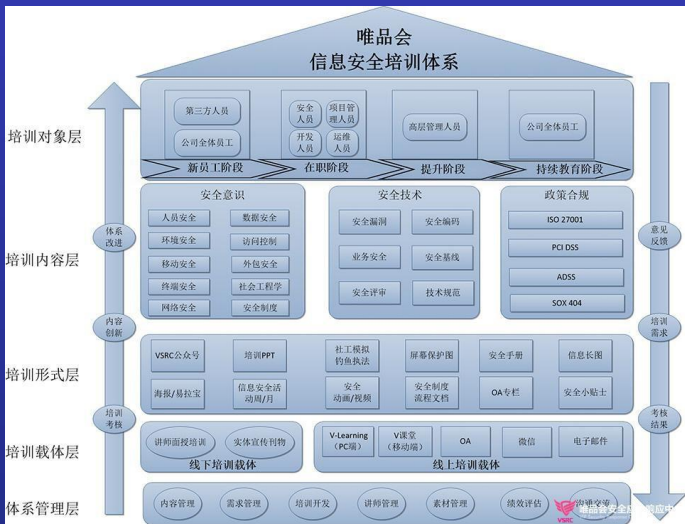 唯品会
信息安全培训体系
培训对象层
第三方人员
公司全体员工
安全
人员
项目管
理人员
开发
人员
运维人
员
高层管理人员
公司全体员工
新员工阶段
在职阶段
提升阶段
持续教育阶段
培训内容层
安全意识
人员安全
数据安全
环境安全
访问控制
移动安全
外包安全
终端安全
社会工程学
网络安全
安全制度
安全技术
安全漏洞
安全编码
业务安全
安全基线
安全评审
技术规范
政策合规
ISO 27001
PCI DSS
ADSS
SOX 404
培训形式层
VSRC公众号
培训PPT
社工模拟
钓鱼执法
屏幕保护图
安全手册
信息长图
海报/易拉宝
信息安全活
动周/月
安全
动画/视频
安全制度
流程文档
OA专栏
安全小贴士
培训载体层
讲师面授培训
实体宣传刊物
线下培训载体
V-Learning
（PC端）
V课堂
（移动端）
OA
微信
电子邮件
线上培训载体
体系管理层
内容管理
需求管理
培训开发
讲师管理
素材管理
绩效评估
沟通交流
体系
改进
内容
创新
培训
考核
意见
反馈
培训
需求
考核
结果
VSRC
唯品会安全应急响应中